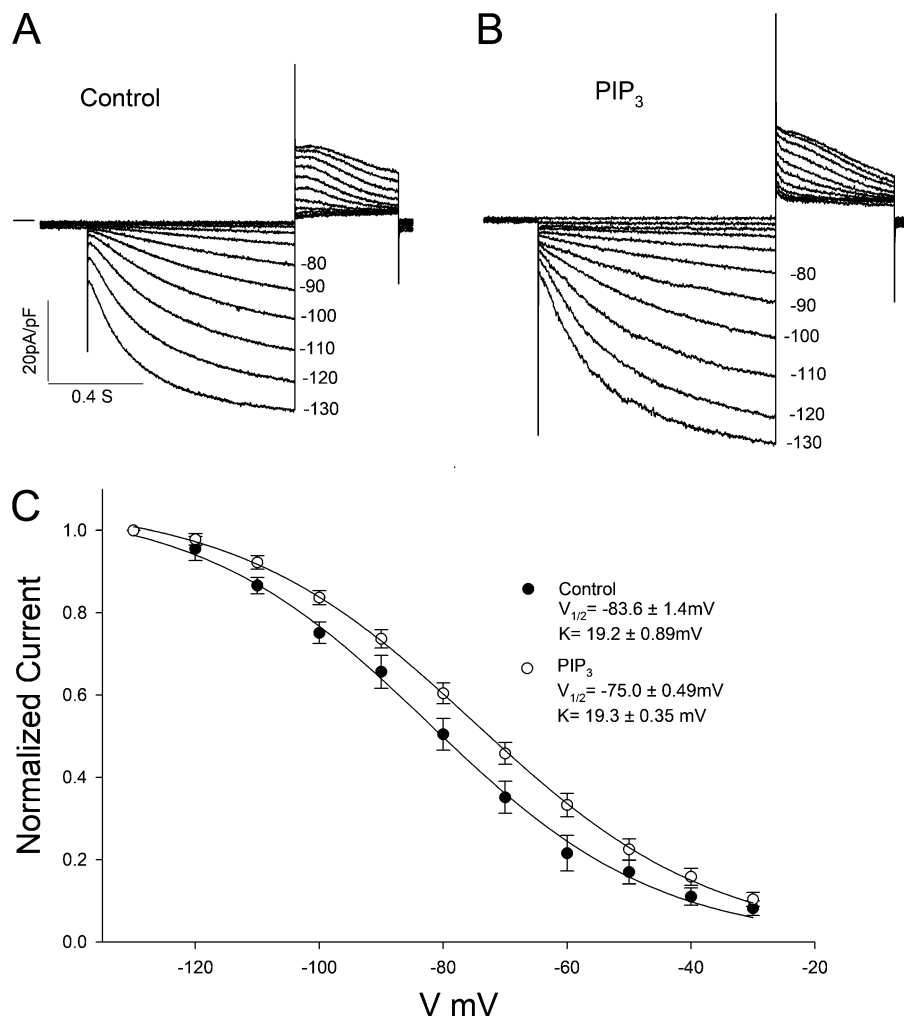 A
Control
-80
-90
-100
-110
-120
-130
20pA/pF
0.4 S
B
PIP3
-80
-90
-100
-110
-120
-130
C
Normalized Current
1.0
0.8
0.6
0.4
0.2
0.0
-120
-100
-80
-60
-40
-20
V mV
Control
V1/2= -83.6 ± 1.4mV
K= 19.2 ± 0.89mV
PIP3
V1/2= -75.0 ± 0.49mV
K= 19.3 ± 0.35 mV